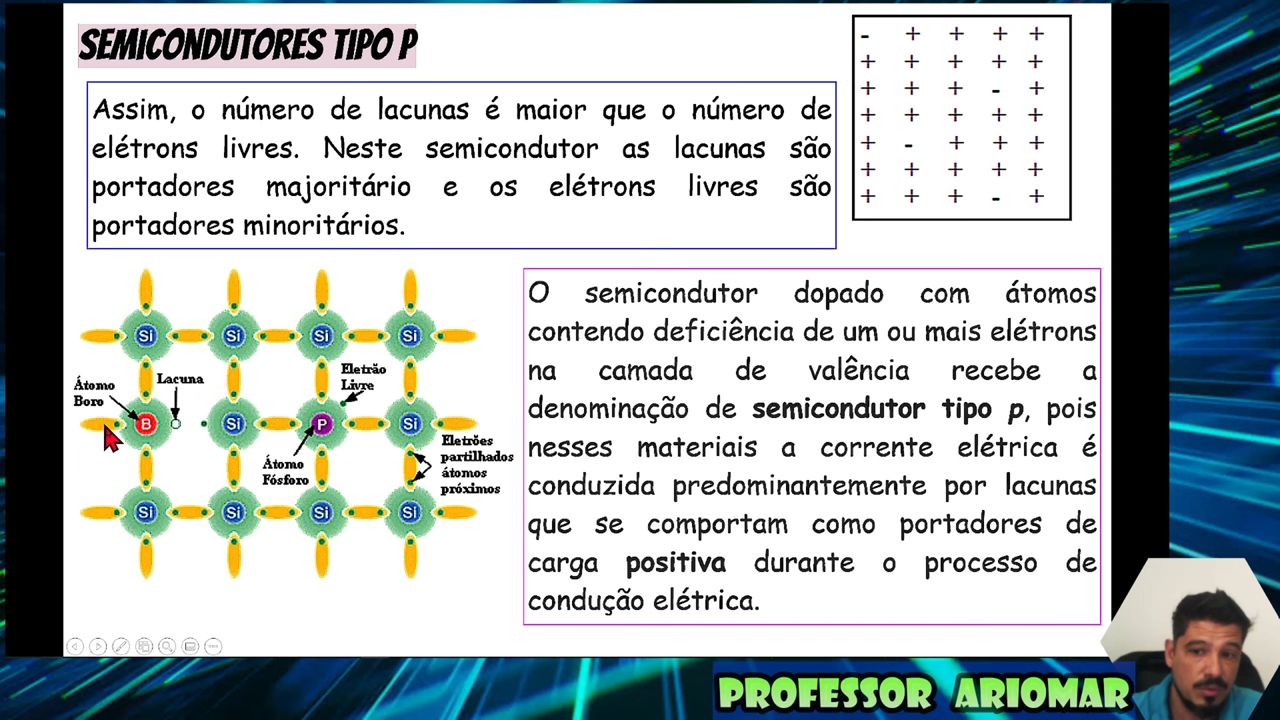 SEMICONDUTORES TIPO P
- + + + +
+ + + + +
+ + + - +
+ + + + +
+ - + + +
+ + + + +
+ + + - +
Assim, o número de lacunas é maior que o número de
elétrons livres. Neste semicondutor as lacunas são
portadores majoritário e os elétrons livres são
portadores minoritários.
Si Si Si Si
Átomo
Boro
Lacuna
Eletrão
Livre
B Si P Si
Átomo
Fósforo
Eletrões
partilhados
átomos
próximos
Si Si Si Si
O semicondutor dopado com átomos
contendo deficiência de um ou mais elétrons
na camada de valência recebe a
denominação de semicondutor tipo p, pois
nesses materiais a corrente elétrica é
conduzida predominantemente por lacunas
que se comportam como portadores de
carga positiva durante o processo de
condução elétrica.
PROFESSOR ARIOMAR